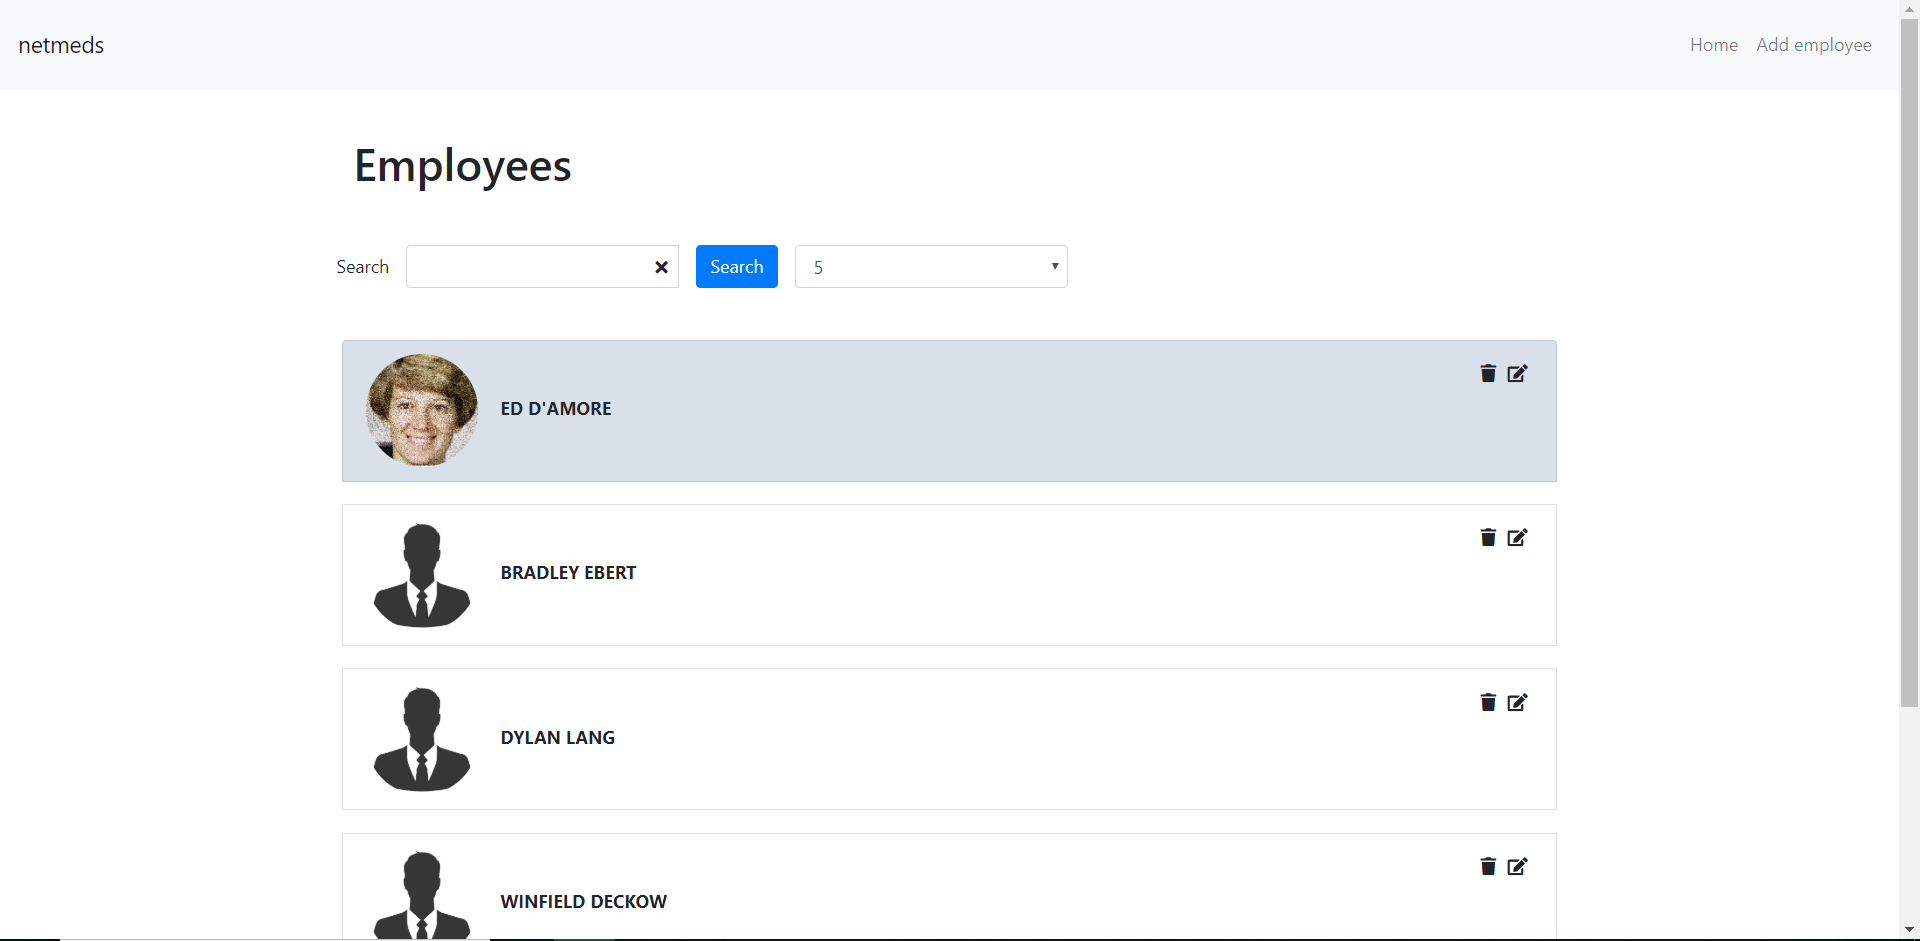 netmeds
Home Add employee
Employees
Search Search 5
ED D'AMORE
BRADLEY EBERT
DYLAN LANG
WINFIELD DECKOW